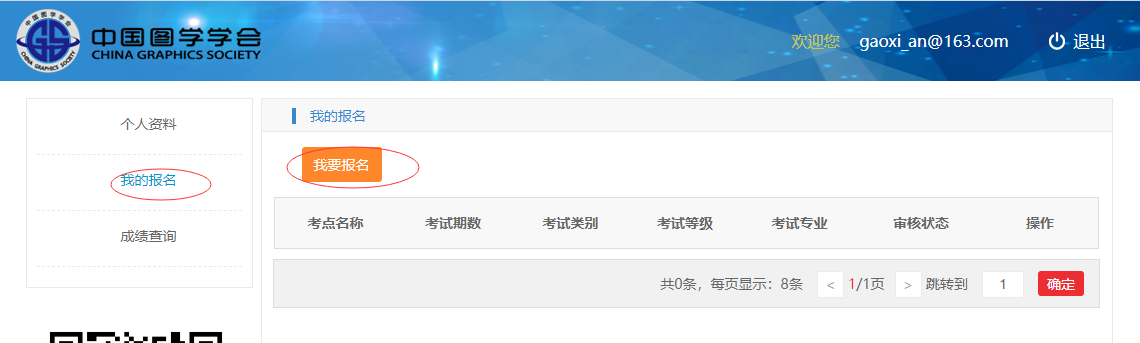 中国图学学会
CHINA GRAPHICS SOCIETY
欢迎您 gaoxi_an@163.com 退出
个人资料
我的报名
成绩查询
我的报名
我要报名
考点名称 考试期数 考试类别 考试等级 考试专业 审核状态 操作
共0条，每页显示：8条 < 1/1页 > 跳转到 1 确定